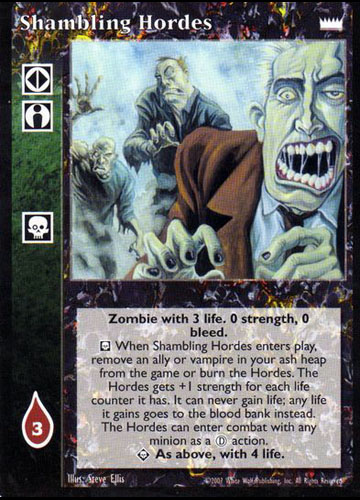 Shambling Hordes
Zombie with 3 life. 0 strength, 0
bleed.
When Shambling Hordes enters play,
remove an ally or vampire in your ash heap
from the game or burn the Hordes. The
Hordes gets +1 strength for each life
counter it has. It can never gain life; any life
it gains goes to the blood bank instead.
The Hordes can enter combat with any
minion as a Ⓓ action.
As above, with 4 life.
3
Illus: Steve Ellis
©2007 White Wolf Publishing, Inc. All Rights Reserved